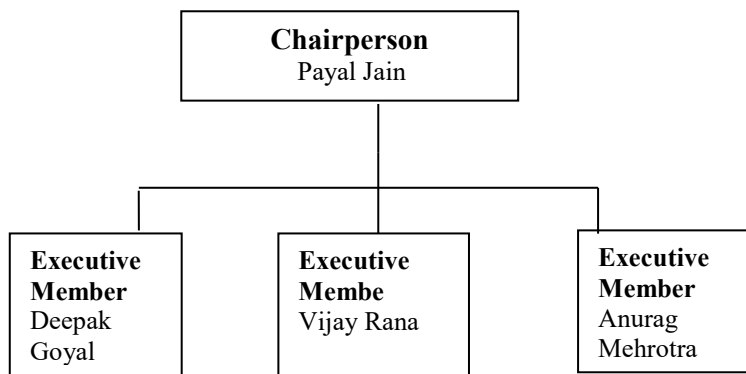 Chairperson
Payal Jain
Executive
Member
Deepak
Goyal
Executive
Membe
Vijay Rana
Executive
Member
Anurag
Mehrotra